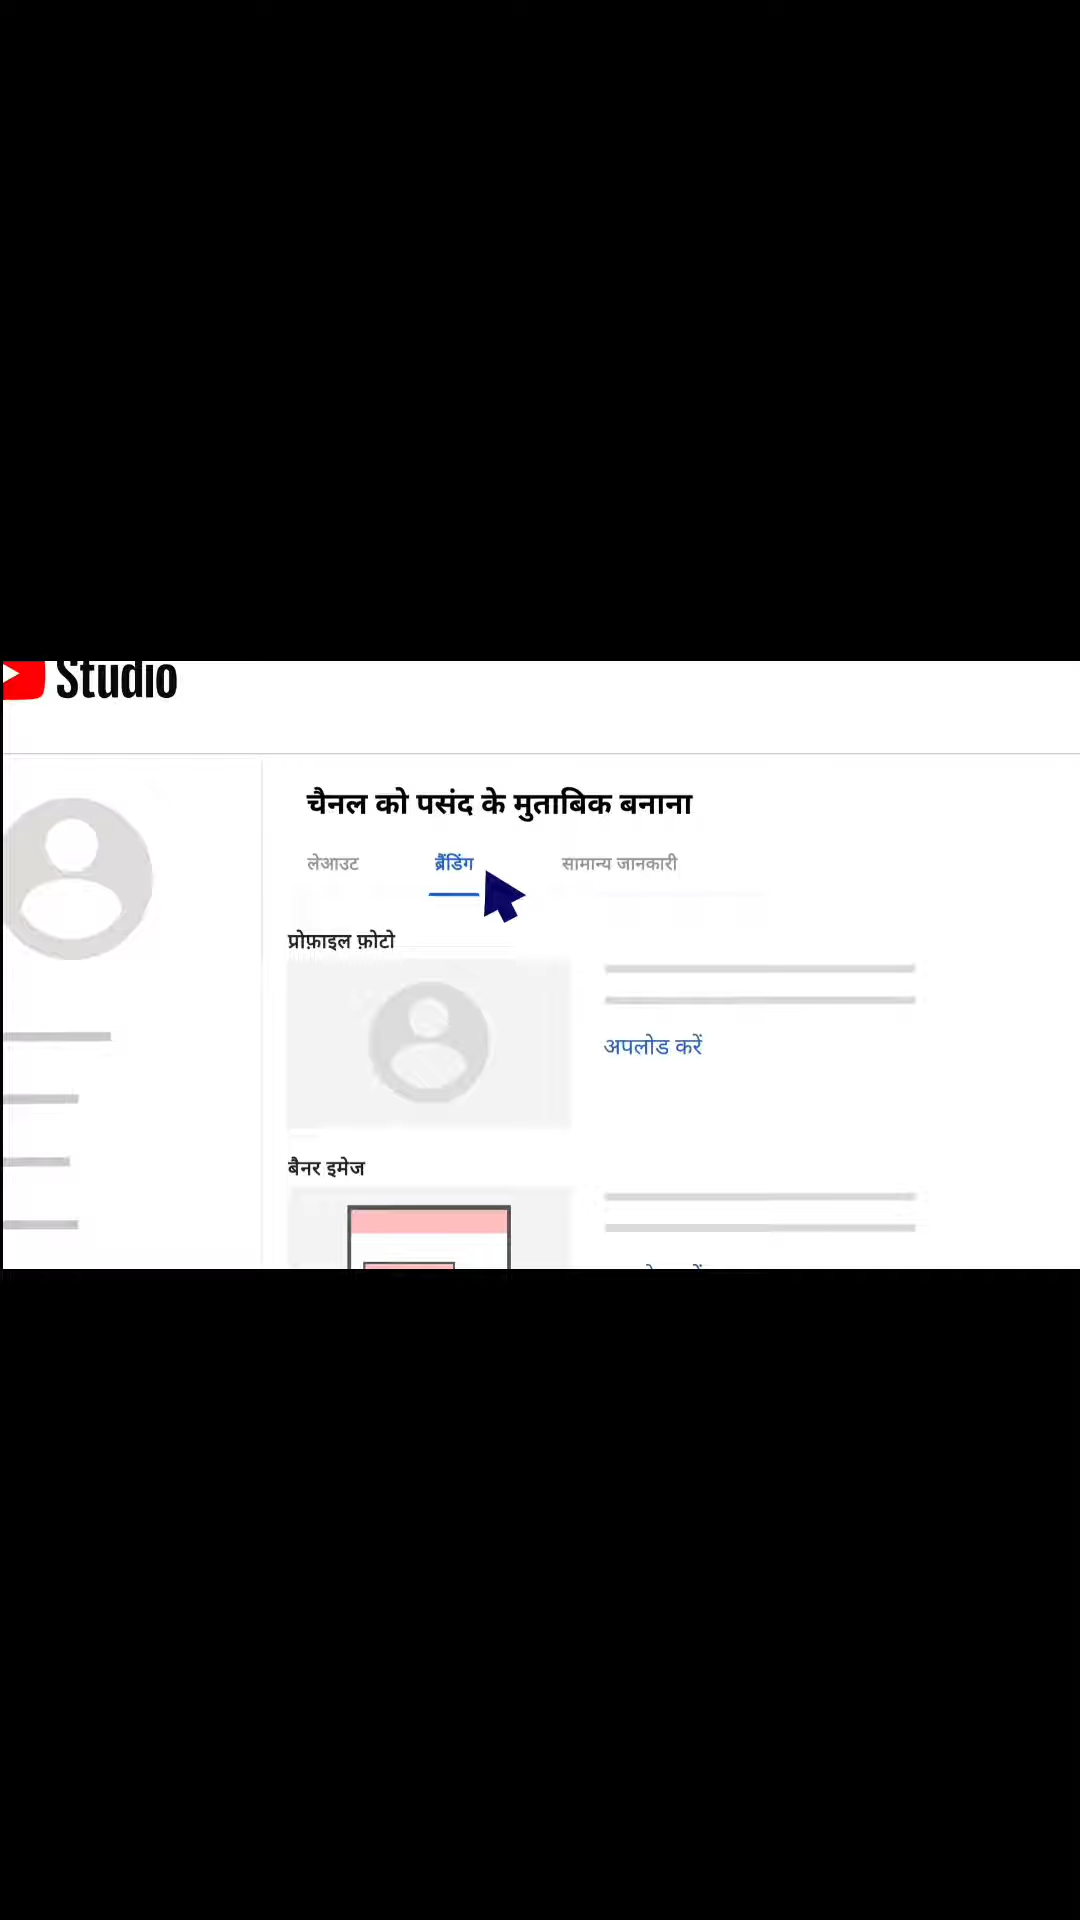 Studio
चैनल को पसंद के मुताबिक बनाना
लेआउट ब्रैंडिंग सामान्य जानकारी
प्रोफ़ाइल फ़ोटो
अपलोड करें
बैनर इमेज